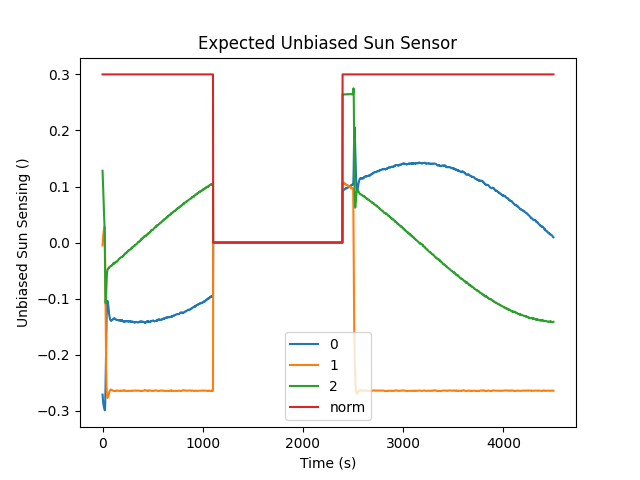 Expected Unbiased Sun Sensor
Unbiased Sun Sensing ()
0.3
0.2
0.1
0.0
−0.1
−0.2
−0.3
0
1
2
norm
0 1000 2000 3000 4000
Time (s)